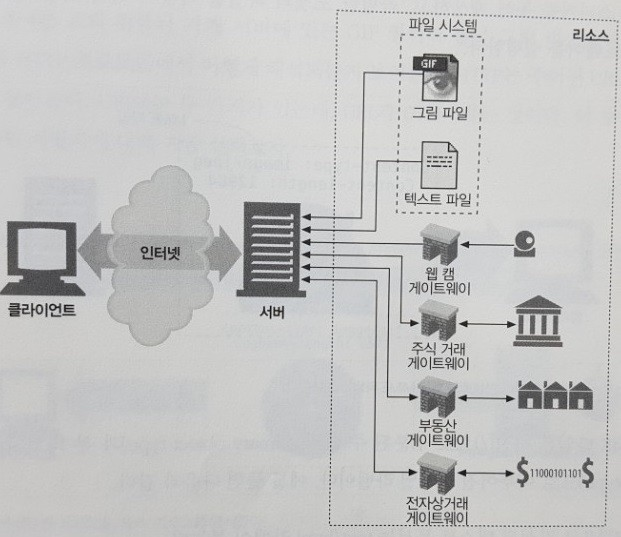 파일 시스템
리소스
GIF
그림 파일
텍스트 파일
인터넷
클라이언트
서버
웹 캠
게이트웨이
주식 거래
게이트웨이
부동산
게이트웨이
$11000101101$
전자상거래
게이트웨이